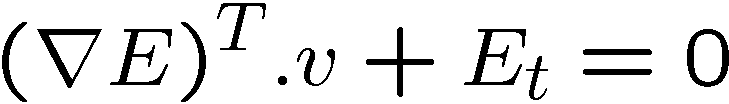 (∇E)^T.v + E_t = 0